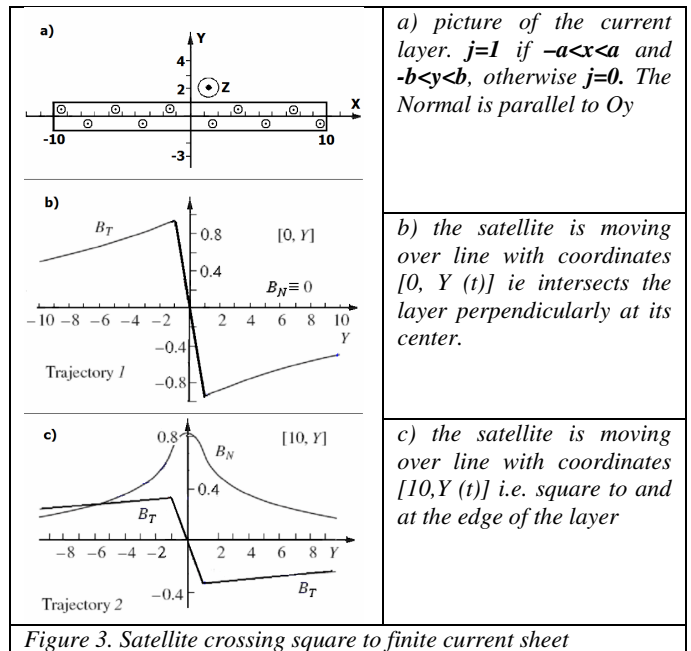 a)
Y
4
2
Z
X
-10
10
-3
a) picture of the current
layer. j=1 if –a<x<a and
-b<y<b, otherwise j=0. The
Normal is parallel to Oy
b)
B_T
0.8
[0, Y]
0.4
B_N ≡ 0
−10 −8 −6 −4 −2 2 4 6 8 10
Y
−0.4
−0.8
Trajectory 1
b) the satellite is moving
over line with coordinates
[0, Y (t)] ie intersects the
layer perpendicularly at its
center.
c)
0.8
B_N
[10, Y]
0.4
B_T
−8 −6 −4 −2 2 4 6 8 Y
−0.4
B_T
Trajectory 2
c) the satellite is moving
over line with coordinates
[10,Y (t)] i.e. square to and
at the edge of the layer
Figure 3. Satellite crossing square to finite current sheet